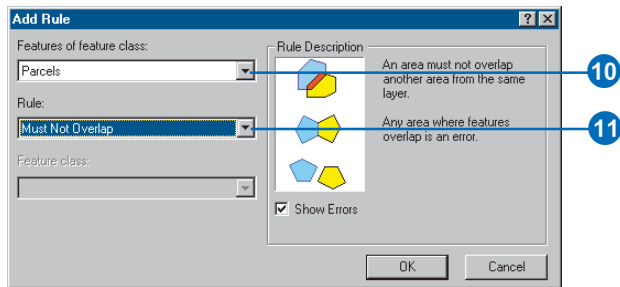 Add Rule
Features of feature class:
Parcels
Rule:
Must Not Overlap
Feature class:
Rule Description
An area must not overlap
another area from the same
layer.
Any area where features
overlap is an error.
Show Errors
OK
Cancel
10
11